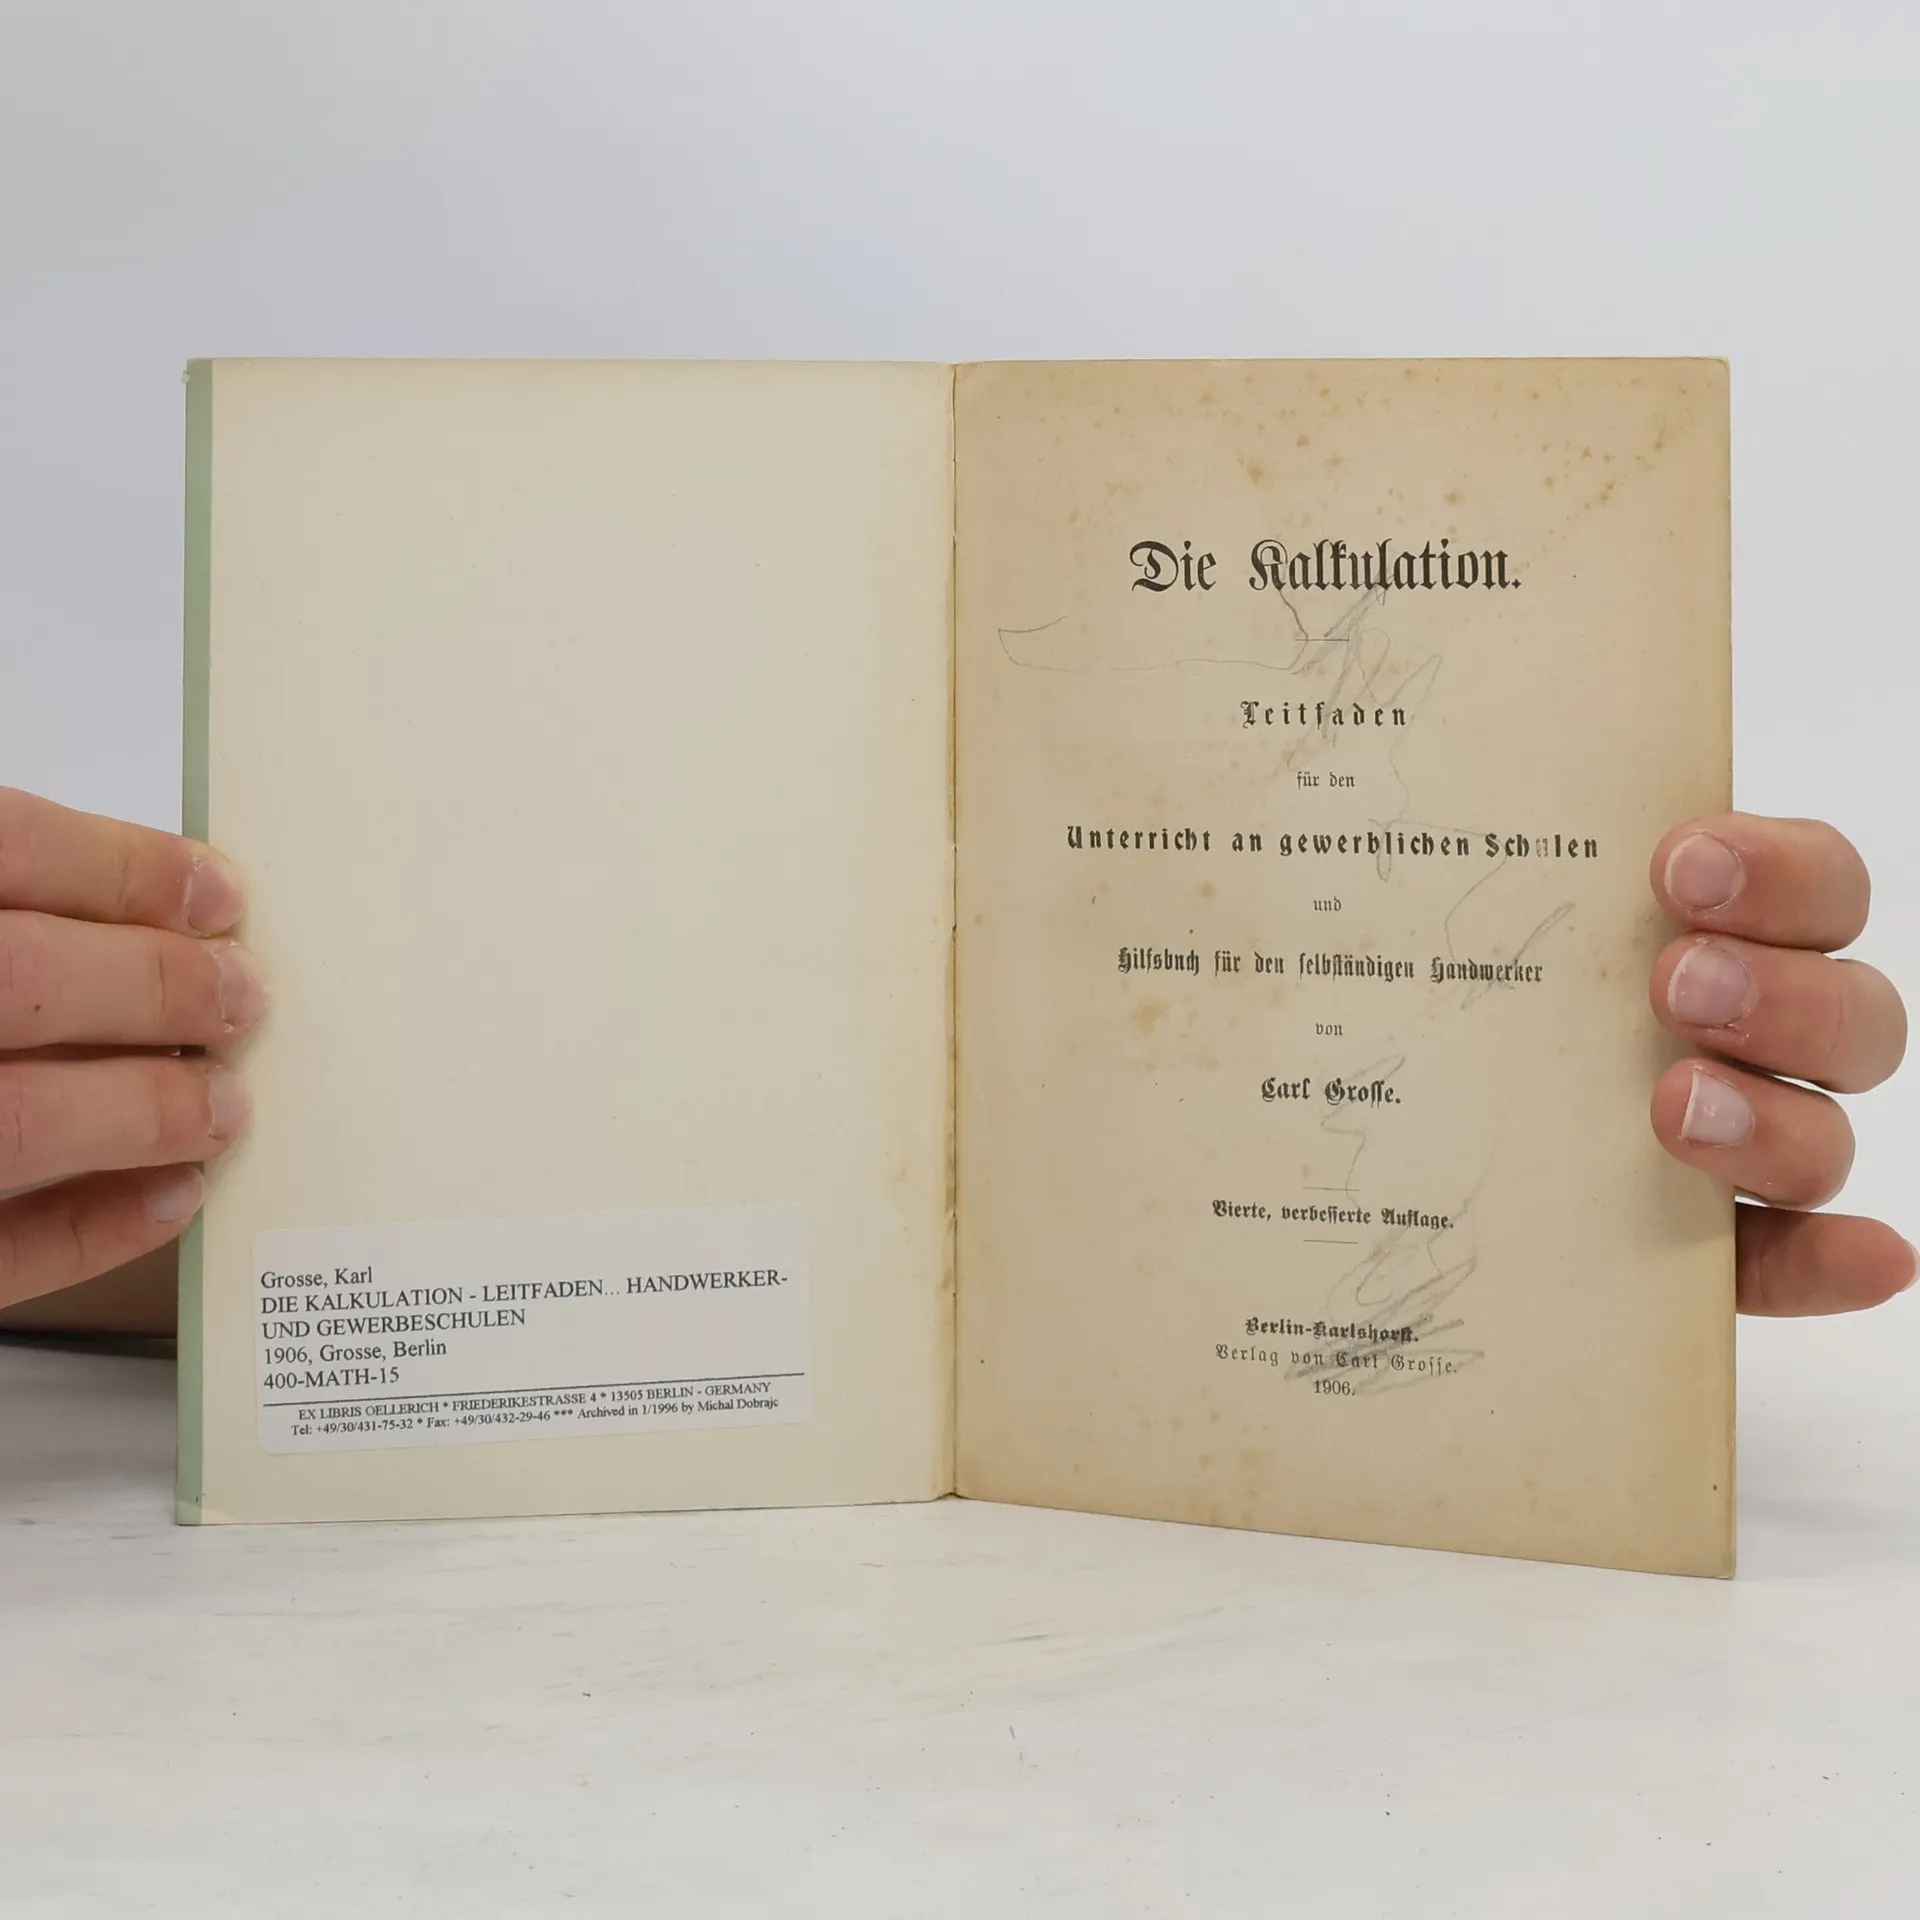 Grosse, Karl
DIE KALKULATION - LEITFADEN... HANDWERKER-
UND GEWERBESCHULEN
1906, Grosse, Berlin
400-MATH-15
EX LIBRIS OELLERICH * FRIEDERIKESTRASSE 4 * 13505 BERLIN - GERMANY
Tel: +49/30/431-75-32 * Fax: +49/30/432-29-46 *** Archived in 1/1996 by Michal Dobrajc
Die Kalkulation.
Leitfaden
für den
Unterricht an gewerblichen Schulen
und
Hilfsbuch für den selbständigen Handwerker
von
Carl Grosse.
Vierte, verbesserte Auflage.
Berlin-Karlshorst.
Verlag von Carl Grosse.
1906.